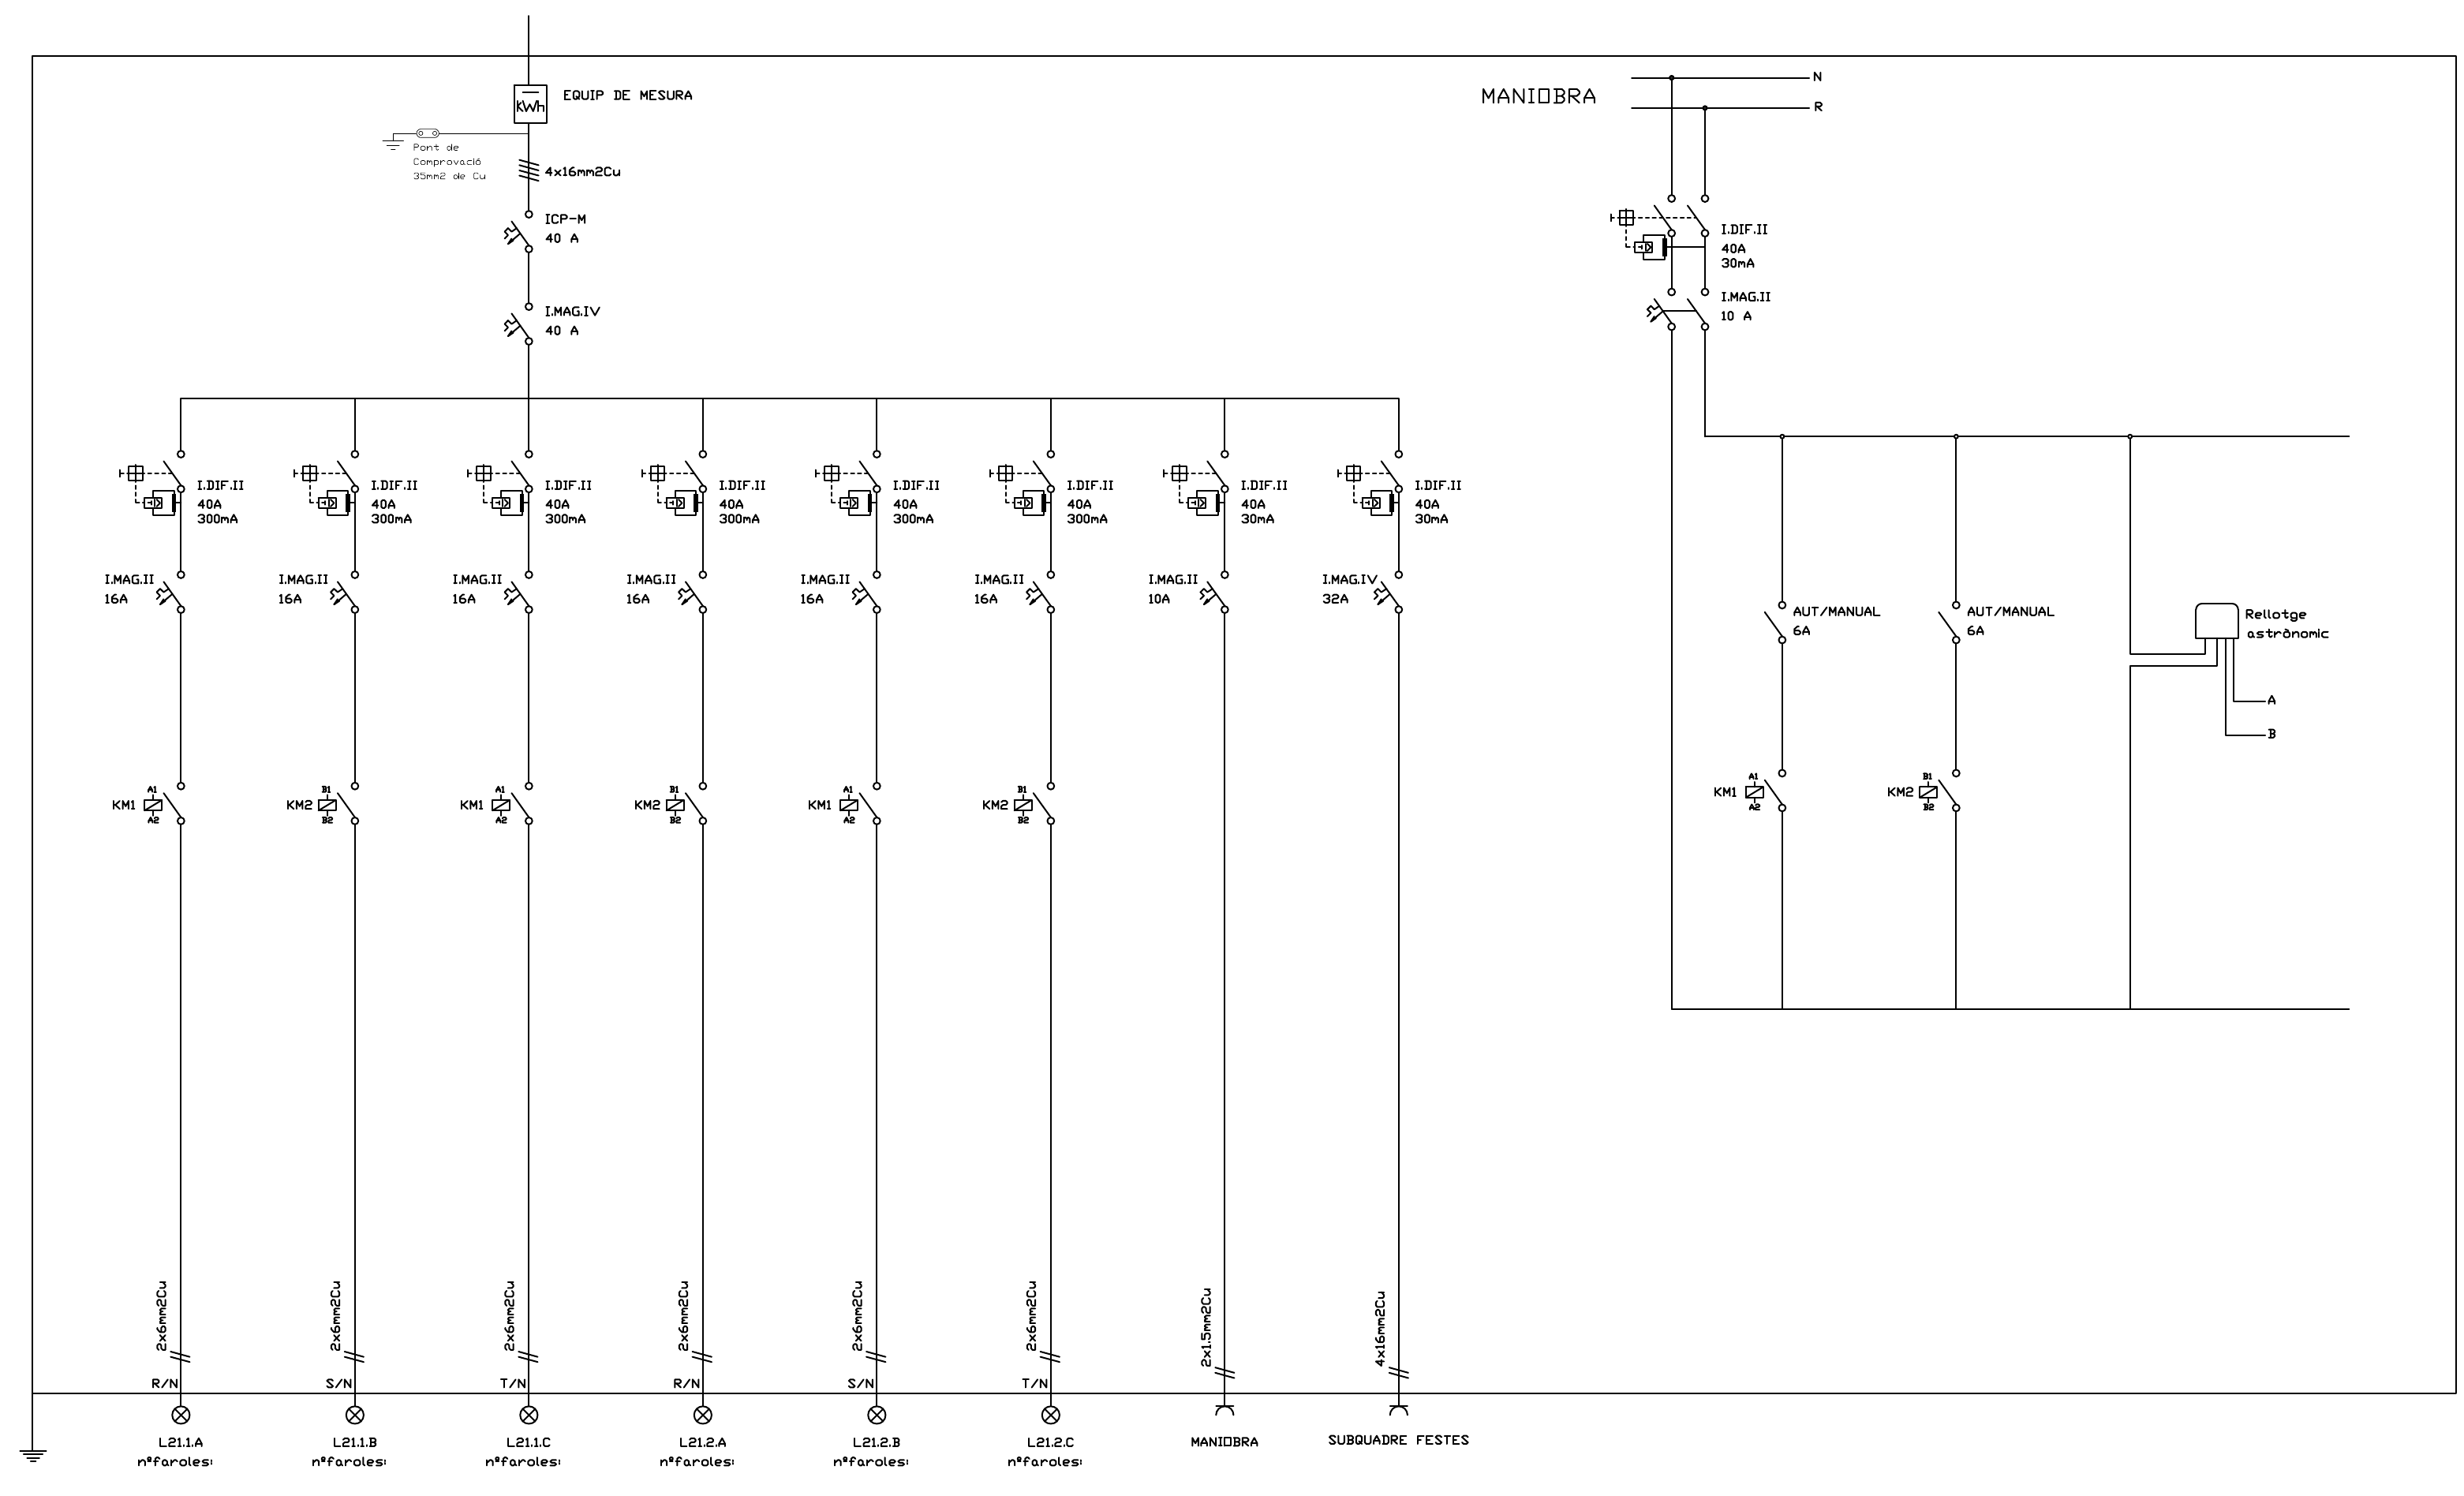 EQUIP DE MESURA
KWh
Pont de
Comprovació
35mm2 de Cu
4x16mm2Cu
ICP-M
40 A
I.MAG.IV
40 A
I.DIF.II
40A
300mA
I.DIF.II
40A
300mA
I.DIF.II
40A
300mA
I.DIF.II
40A
300mA
I.DIF.II
40A
300mA
I.DIF.II
40A
300mA
I.DIF.II
40A
30mA
I.DIF.II
40A
30mA
I.MAG.II
16A
I.MAG.II
16A
I.MAG.II
16A
I.MAG.II
16A
I.MAG.II
16A
I.MAG.II
16A
I.MAG.II
10A
I.MAG.IV
32A
A1
KM1
A2
B1
KM2
B2
A1
KM1
A2
B1
KM2
B2
A1
KM1
A2
B1
KM2
B2
2x6mm2Cu
2x6mm2Cu
2x6mm2Cu
2x6mm2Cu
2x6mm2Cu
2x6mm2Cu
2x1.5mm2Cu
4x16mm2Cu
R/N
S/N
T/N
R/N
S/N
T/N
L21.1.A
nºfaroles:
L21.1.B
nºfaroles:
L21.1.C
nºfaroles:
L21.2.A
nºfaroles:
L21.2.B
nºfaroles:
L21.2.C
nºfaroles:
MANIOBRA
SUBQUADRE FESTES
MANIOBRA
N
R
I.DIF.II
40A
30mA
I.MAG.II
10 A
AUT/MANUAL
6A
AUT/MANUAL
6A
Rellotge
astrònomic
A
B
A1
KM1
A2
B1
KM2
B2